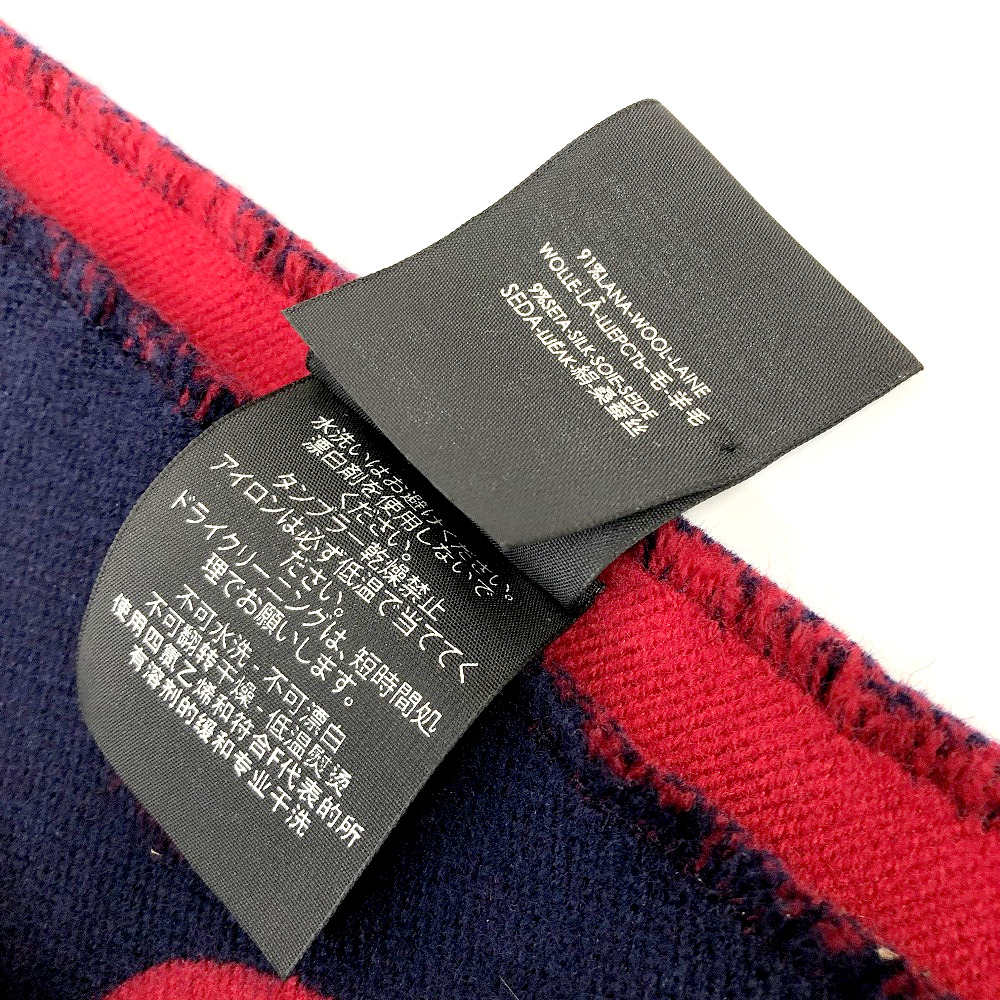 91%LANA-WOOL-LAINE
WOLLE-LÂ-ШЕРСТЬ-毛-羊毛
9%SETA-SILK-SOIE-SEIDE
SEDA-ШЕЛК-絹桑蚕丝
水洗いはお避けください。
漂白剤を使用しないで
ください。
タンブラー乾燥禁止
アイロンは必ず低温で当ててく
ださい。
ドライクリーニングは、短時間処
理でお願いします。
不可水洗-不可漂白
不可翻转干燥-低温熨烫
使用四氯乙烯和符合F代表的所
有溶剂的缓和专业干洗